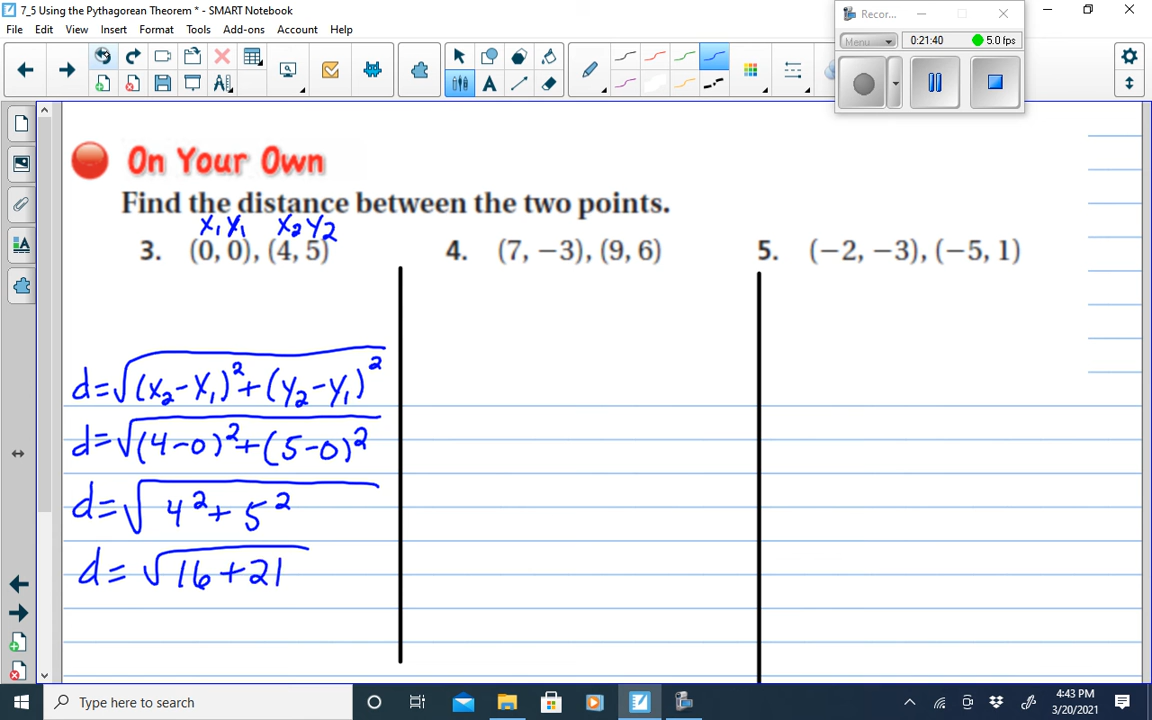 7_5 Using the Pythagorean Theorem * - SMART Notebook
Recor...
File Edit View Insert Format Tools Add-ons Account Help
Menu 0:21:40 5.0 fps
On Your Own
Find the distance between the two points.
x₁ y₁ x₂ y₂
3. (0, 0), (4, 5) 4. (7, −3), (9, 6) 5. (−2, −3), (−5, 1)
d=√(x₂−x₁)²+(y₂−y₁)²
d=√(4−0)²+(5−0)²
d=√4²+5²
d=√16+21
Type here to search
4:43 PM
3/20/2021